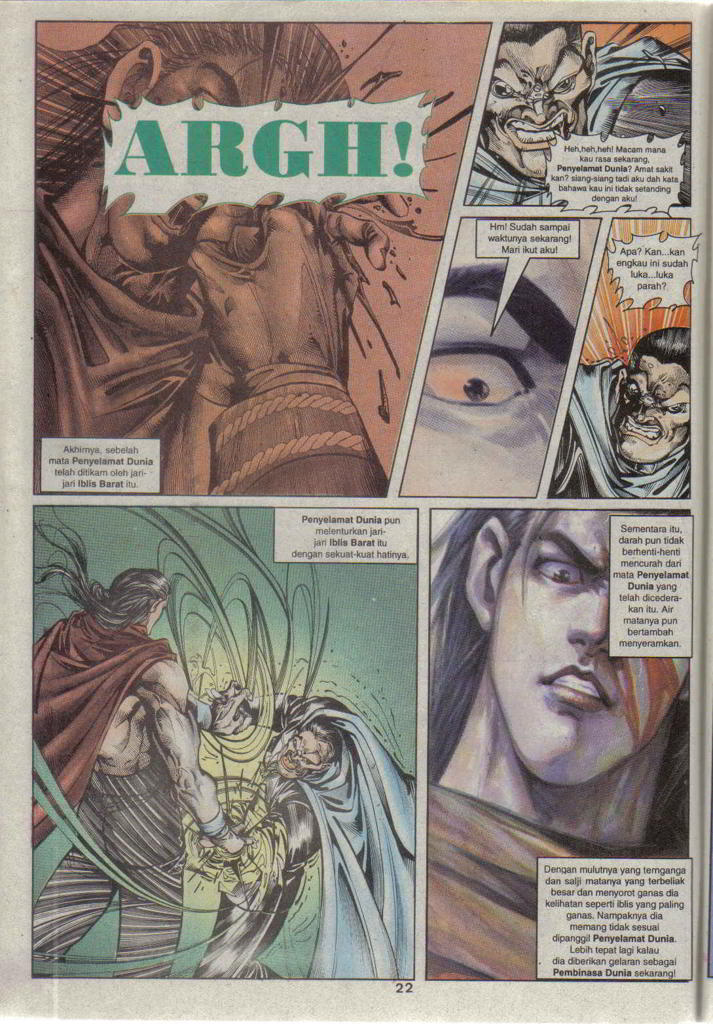 ARGH!
Akhirnya, sebelah
mata Penyelamat Dunia
telah ditikam oleh jari-
jari Iblis Barat itu.
Heh,heh,heh! Macam mana
kau rasa sekarang,
Penyelamat Dunia? Amat sakit
kan? siang-siang tadi aku dah kata
bahawa kau ini tidak setanding
dengan aku!
Hm! Sudah sampai
waktunya sekarang!
Mari ikut aku!
Apa? Kan...kan
engkau ini sudah
luka...luka
parah?
Penyelamat Dunia pun
melenturkan jari-
jari Iblis Barat itu
dengan sekuat-kuat hatinya.
Sementara itu,
darah pun tidak
berhenti-henti
mencurah dari
mata Penyelamat
Dunia yang
telah dicedera-
kan itu. Air
matanya pun
bertambah
menyeramkan.
Dengan mulutnya yang ternganga
dan salji matanya yang terbeliak
besar dan menyorot ganas dia
kelihatan seperti iblis yang paling
ganas. Nampaknya dia
memang tidak sesuai
dipanggil Penyelamat Dunia.
Lebih tepat lagi kalau
dia diberikan gelaran sebagai
Pembinasa Dunia sekarang!
22